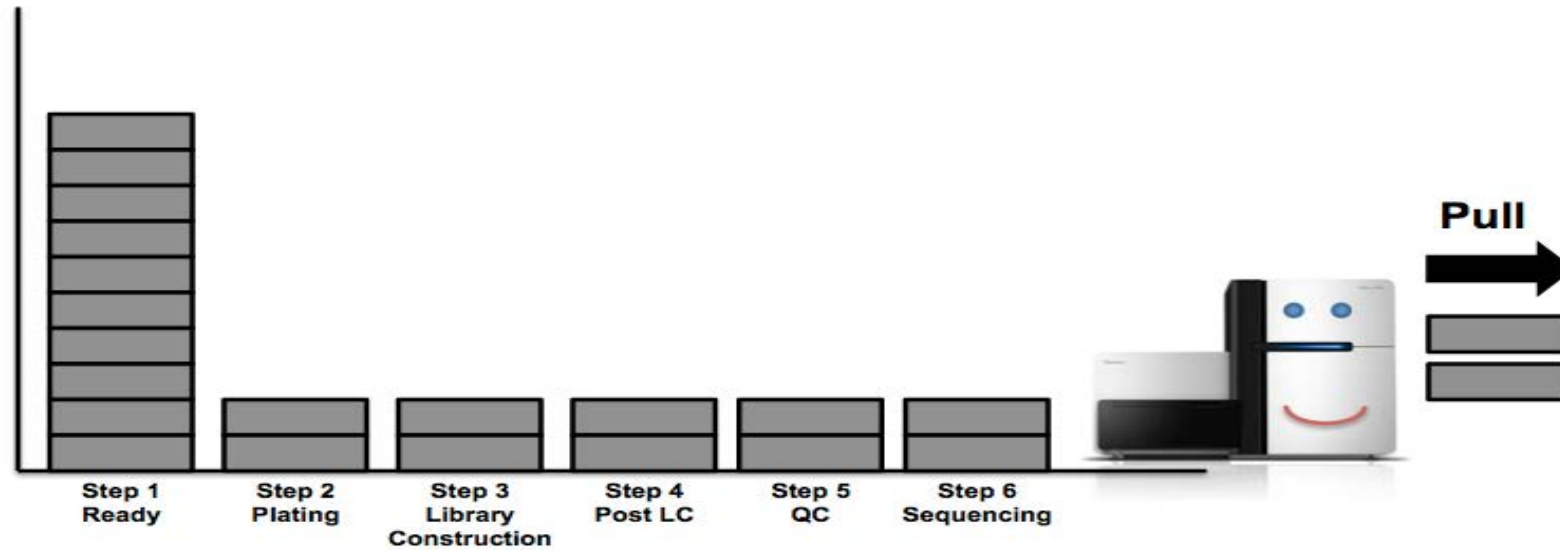 Pull
Step 1
Ready
Step 2
Plating
Step 3
Library
Construction
Step 4
Post LC
Step 5
QC
Step 6
Sequencing